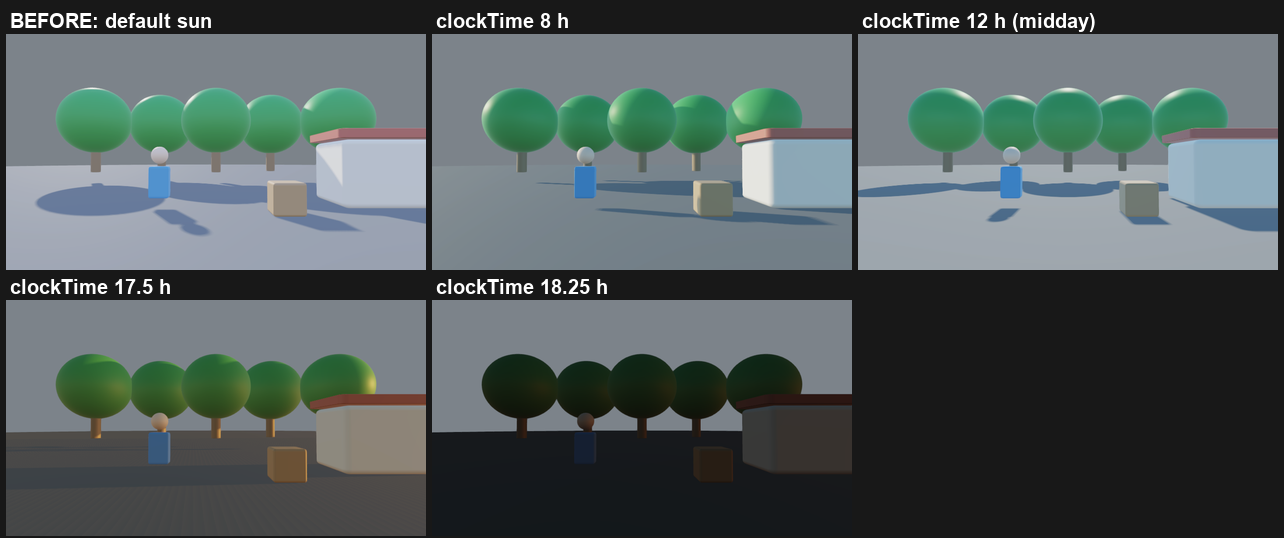 BEFORE: default sun
clockTime 8 h
clockTime 12 h (midday)
clockTime 17.5 h
clockTime 18.25 h